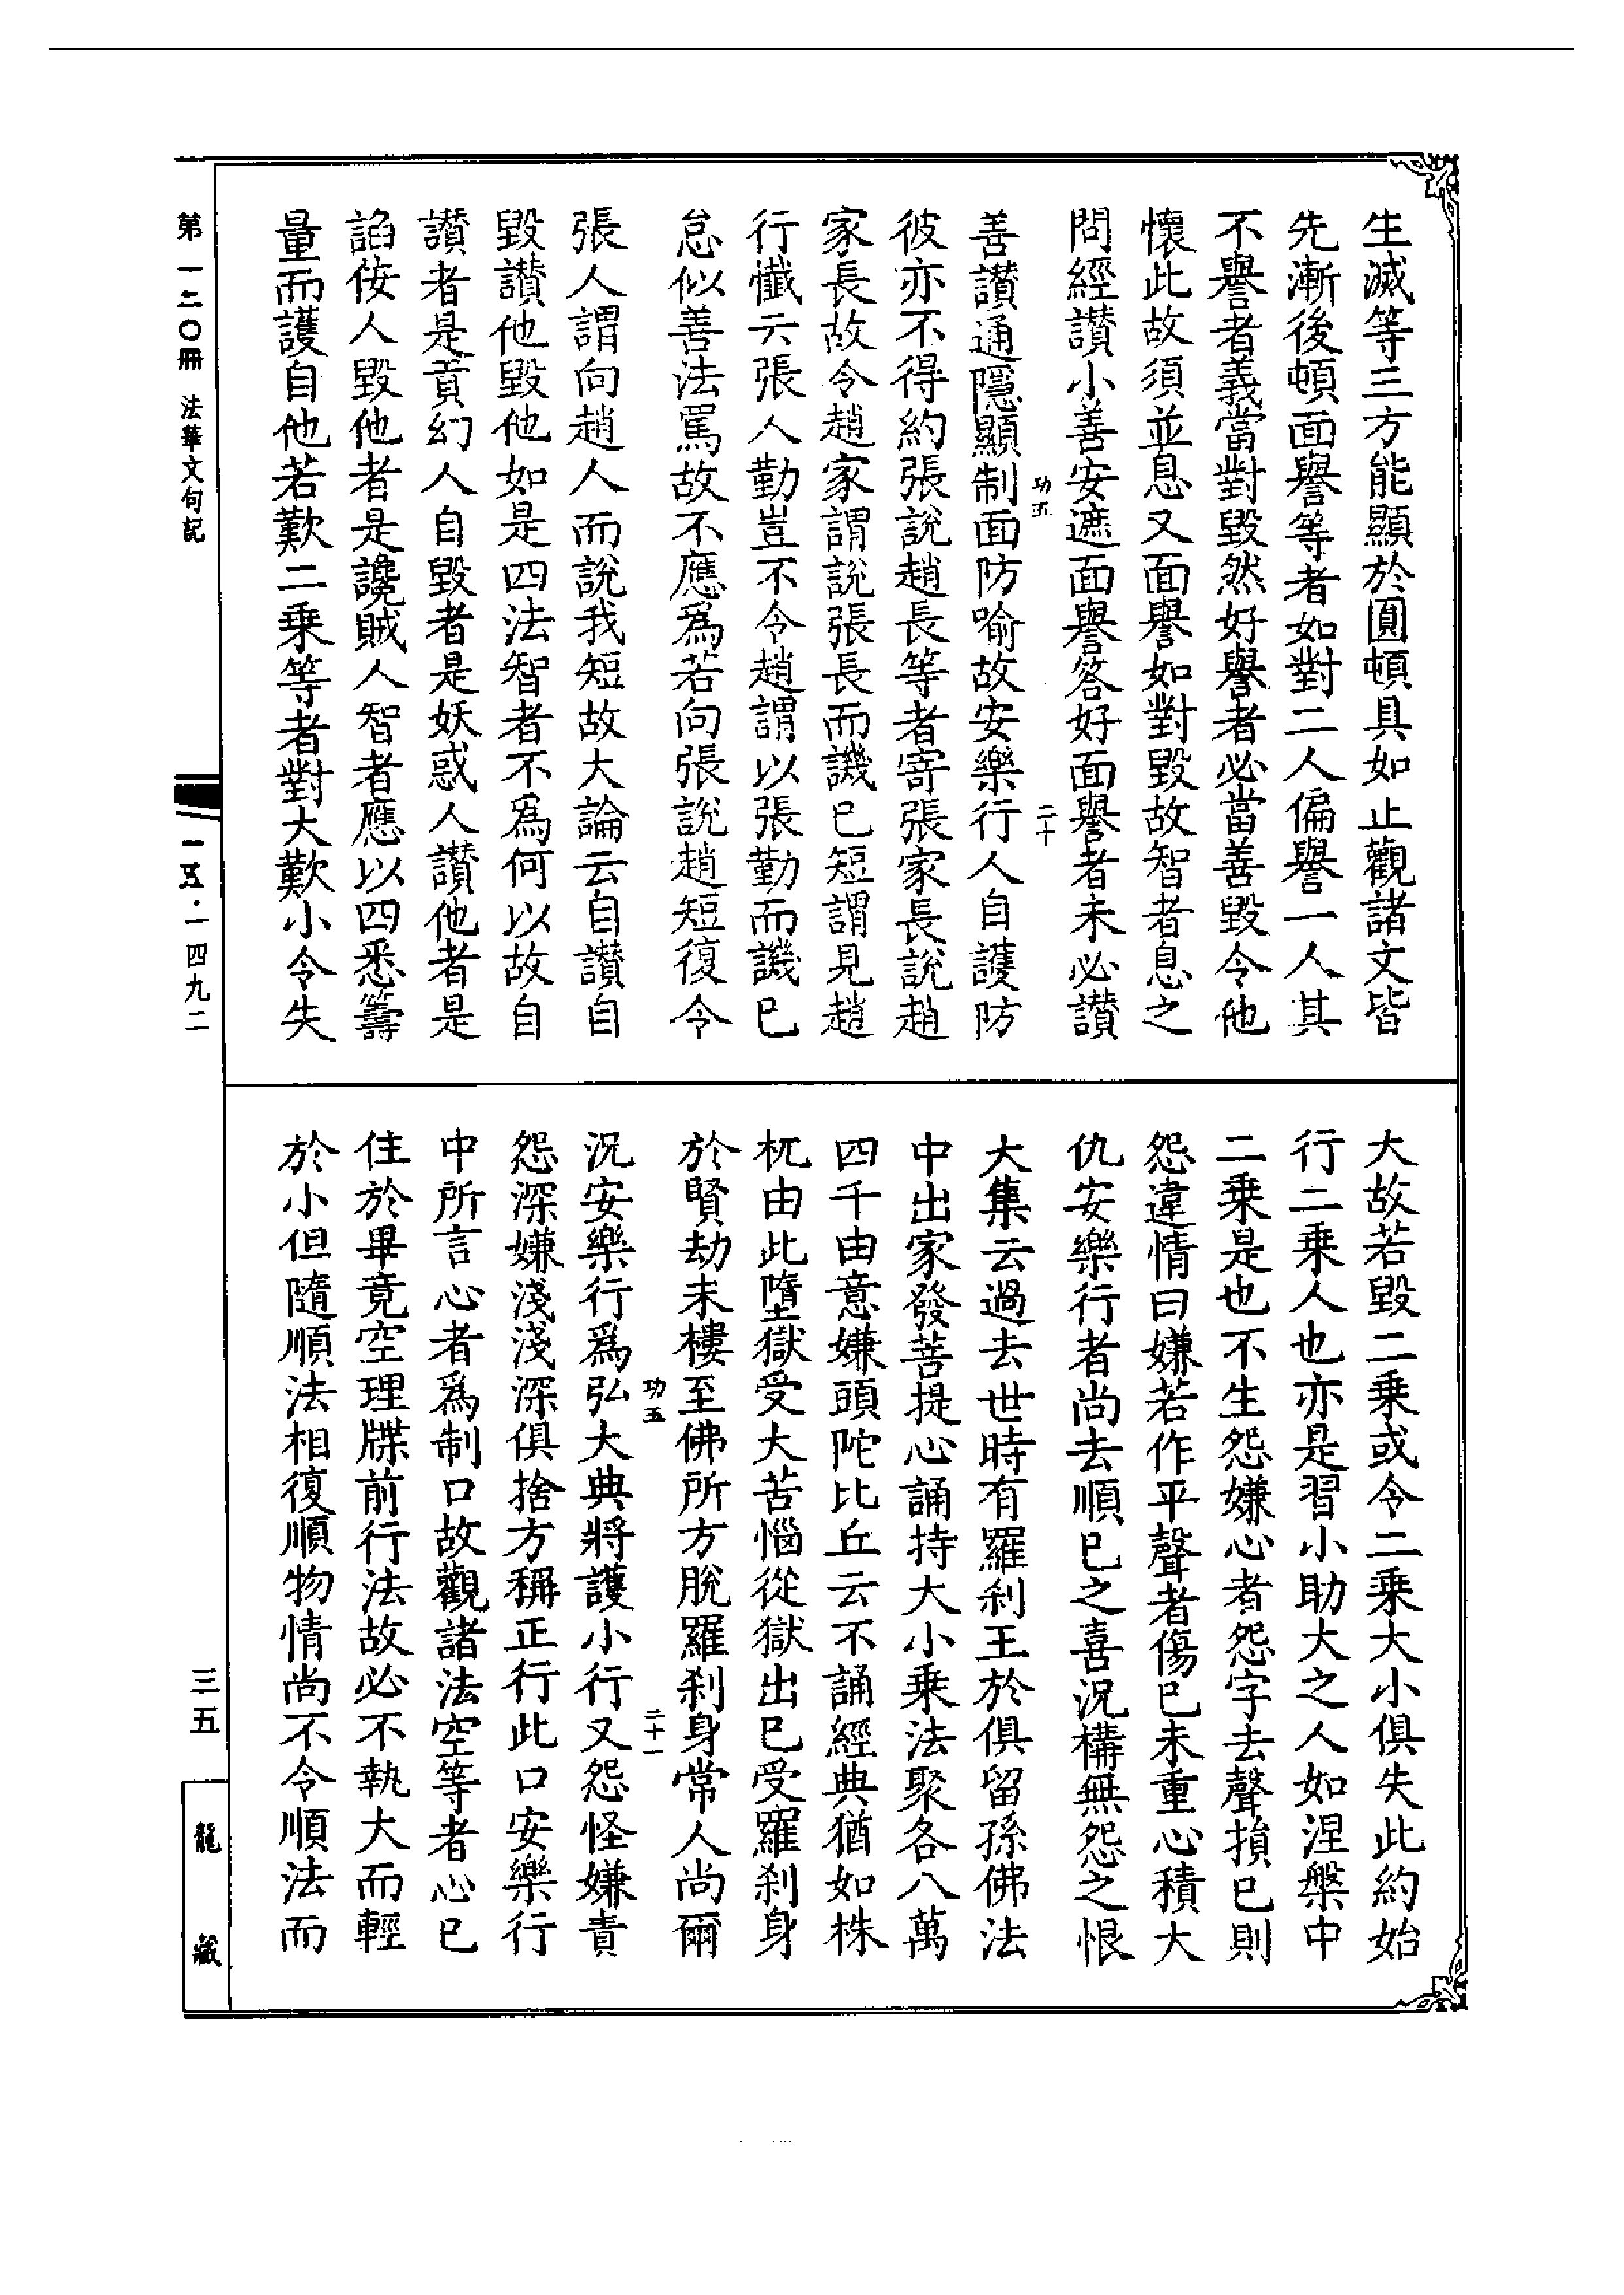 生滅等三方能顯於圓頓具如止觀諸文皆
先漸後頓面譽等者如對二人偏譽一人其
不譽者義當對毀然好譽者必當善毀令他
懷此故須並息又面譽如對毀故智者息之
問經讚小善安遮面譽答好面譽者未必讚
功五
二十
善讚通隱顯制面防喻故安樂行人自護防
彼亦不得約張說趙長等者寄張家長說趙
家長故令趙家謂說張長而譏已短謂見趙
行懺云張人勤豈不令趙謂以張勤而譏已
怠似善法罵故不應為若向張說趙短復令
張人謂向趙人而說我短故大論云自讚自
毀讚他毀他如是四法智者不為何以故自
讚者是貢幻人自毀者是妖惑人讚他者是
諂侫人毀他者是讒賊人智者應以四悉籌
量而護自他若歎二乘等者對大歎小令失
大故若毀二乘或令二乘大小俱失此約始
行二乘人也亦是習小助大之人如涅槃中
二乘是也不生怨嫌心者怨字去聲損已則
怨違情曰嫌若作平聲者傷已未重心積大
仇安樂行者尚去順已之喜況構無怨之恨
大集云過去世時有羅刹王於俱留孫佛法
中出家發菩提心誦持大小乘法聚各八萬
四千由意嫌頭陀比丘云不誦經典猶如株
杌由此墮獄受大苦惱從獄出已受羅刹身
於賢劫末樓至佛所方脫羅刹身常人尚爾
功五
二十一
況安樂行為弘大典將護小行又怨怪嫌責
怨深嫌淺淺深俱捨方稱正行此口安樂行
中所言心者為制口故觀諸法空等者心已
住於畢竟空理牒前行法故必不執大而輕
於小但隨順法相復順物情尚不令順法而
第一二〇冊　法華文句記
一五·一四九二
三五
龍藏